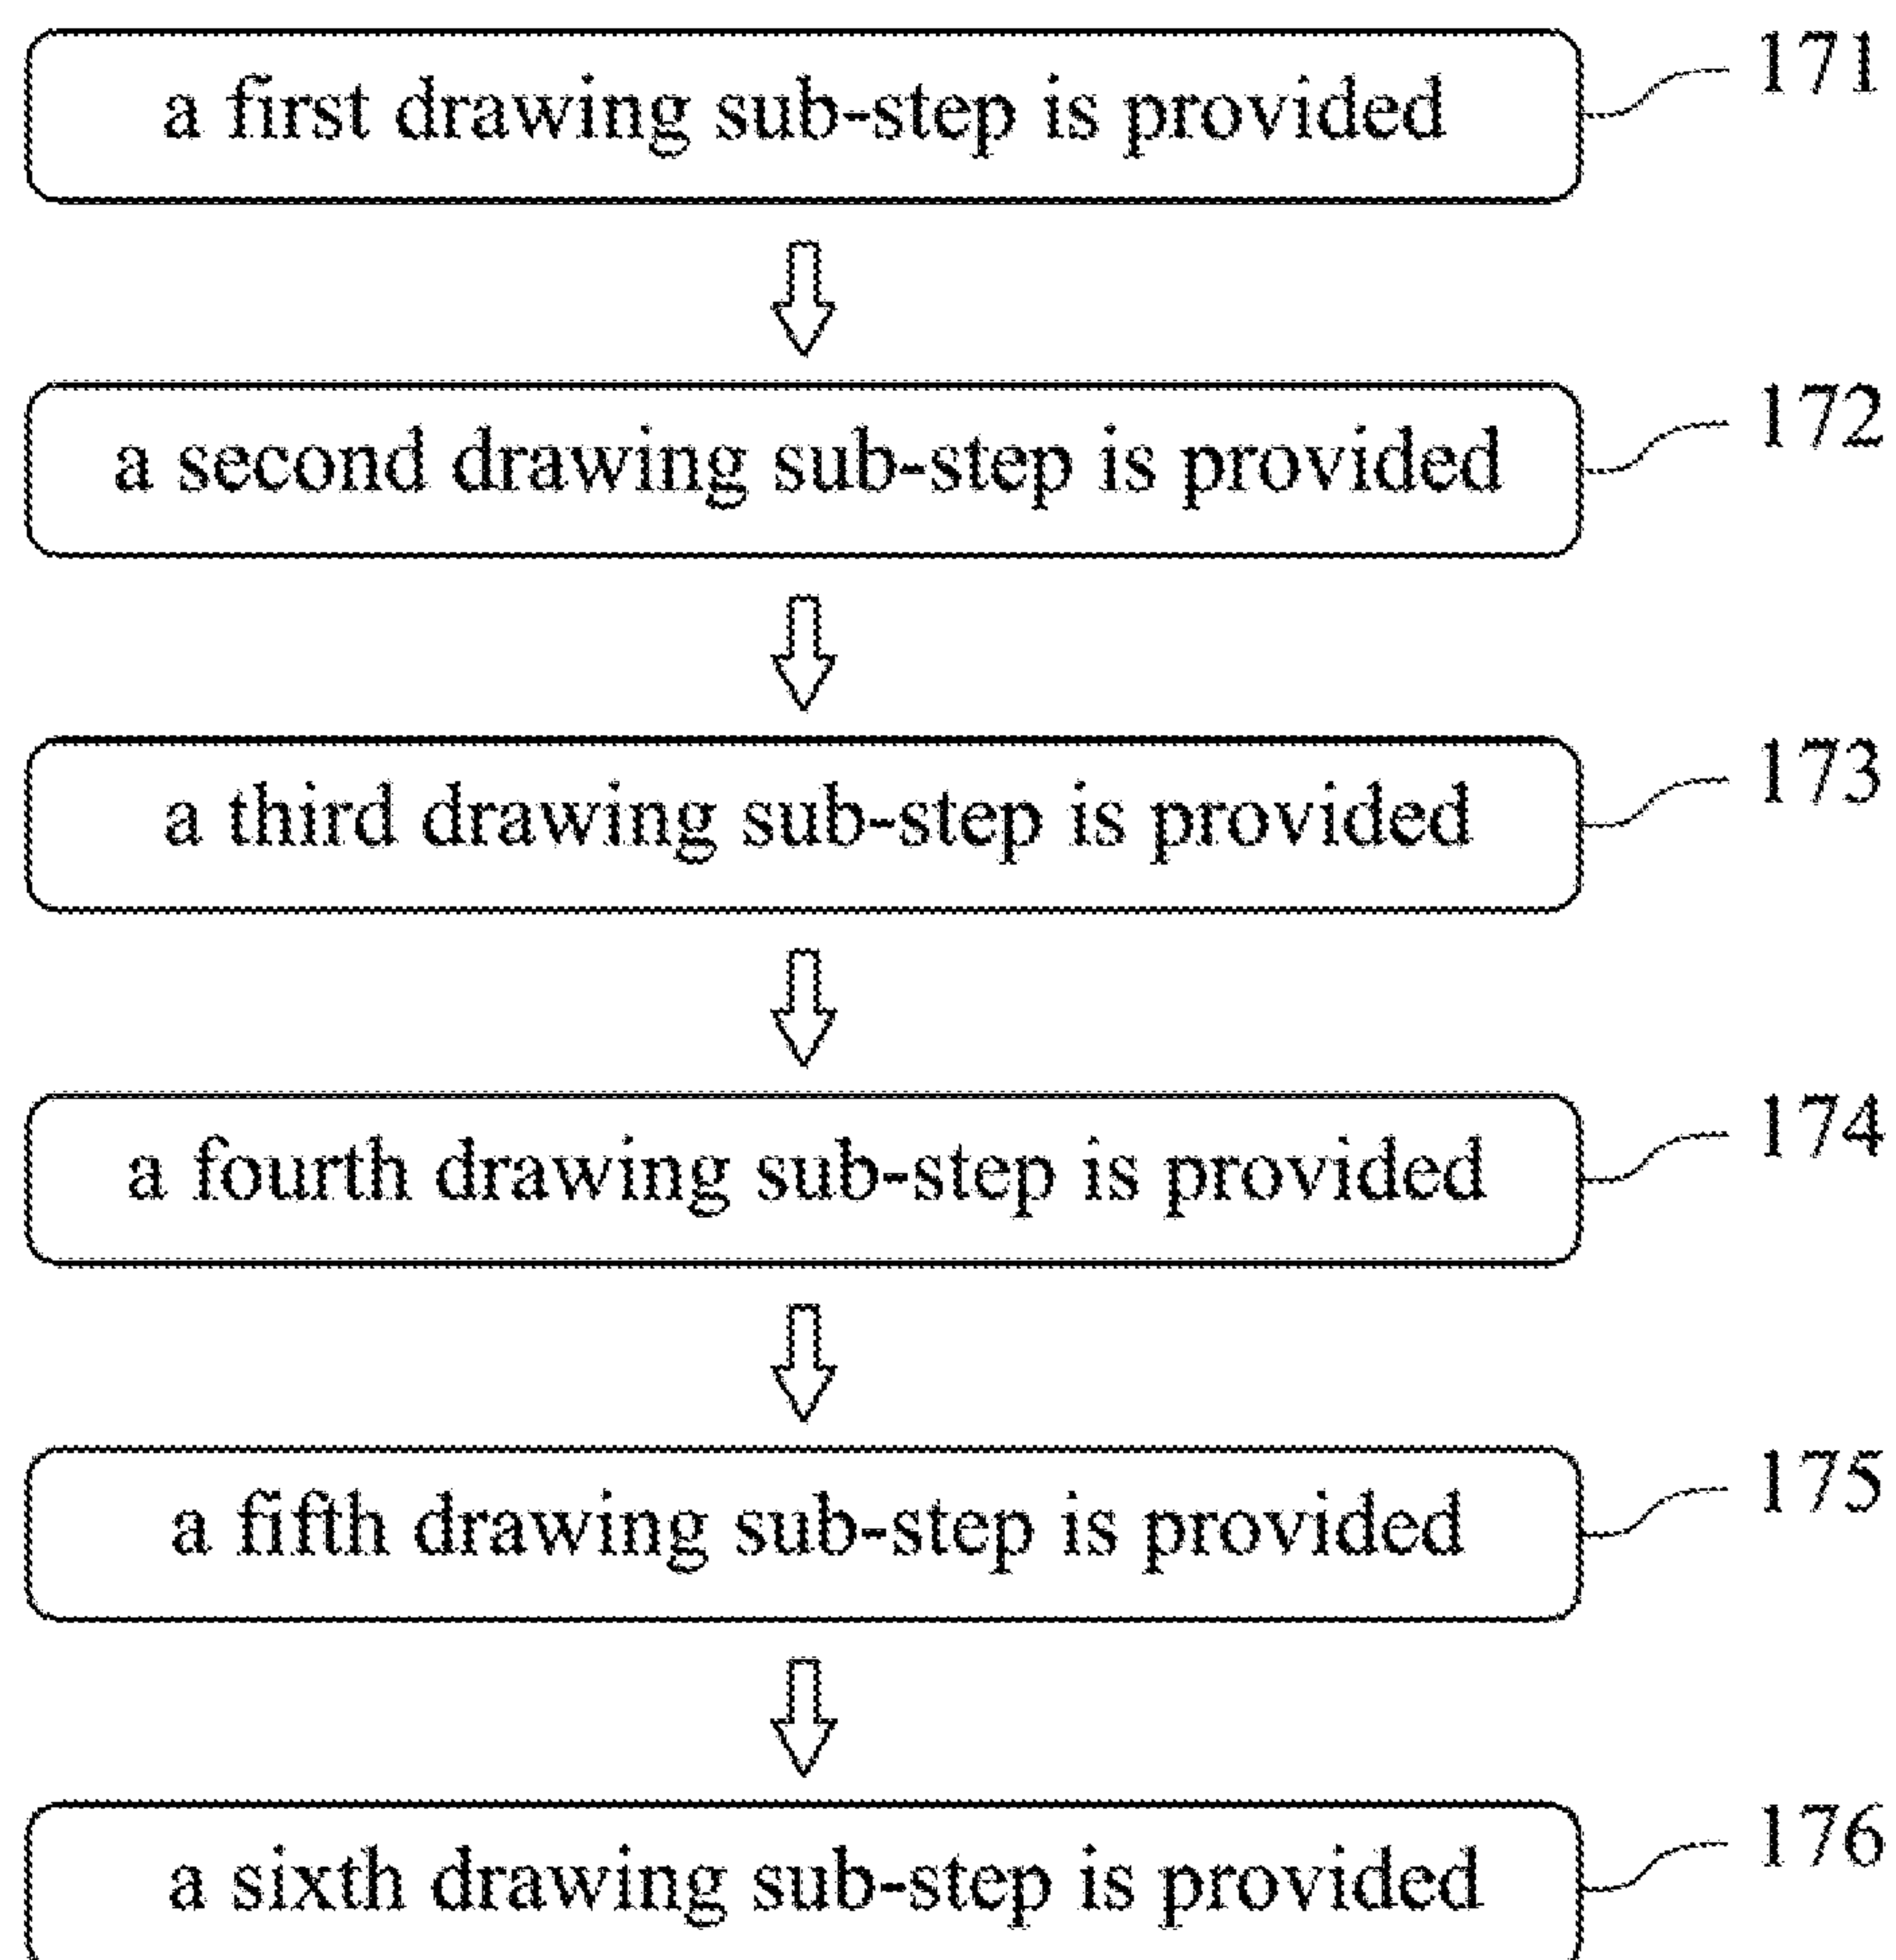 a first drawing sub-step is provided 171
a second drawing sub-step is provided 172
a third drawing sub-step is provided 173
a fourth drawing sub-step is provided 174
a fifth drawing sub-step is provided 175
a sixth drawing sub-step is provided 176